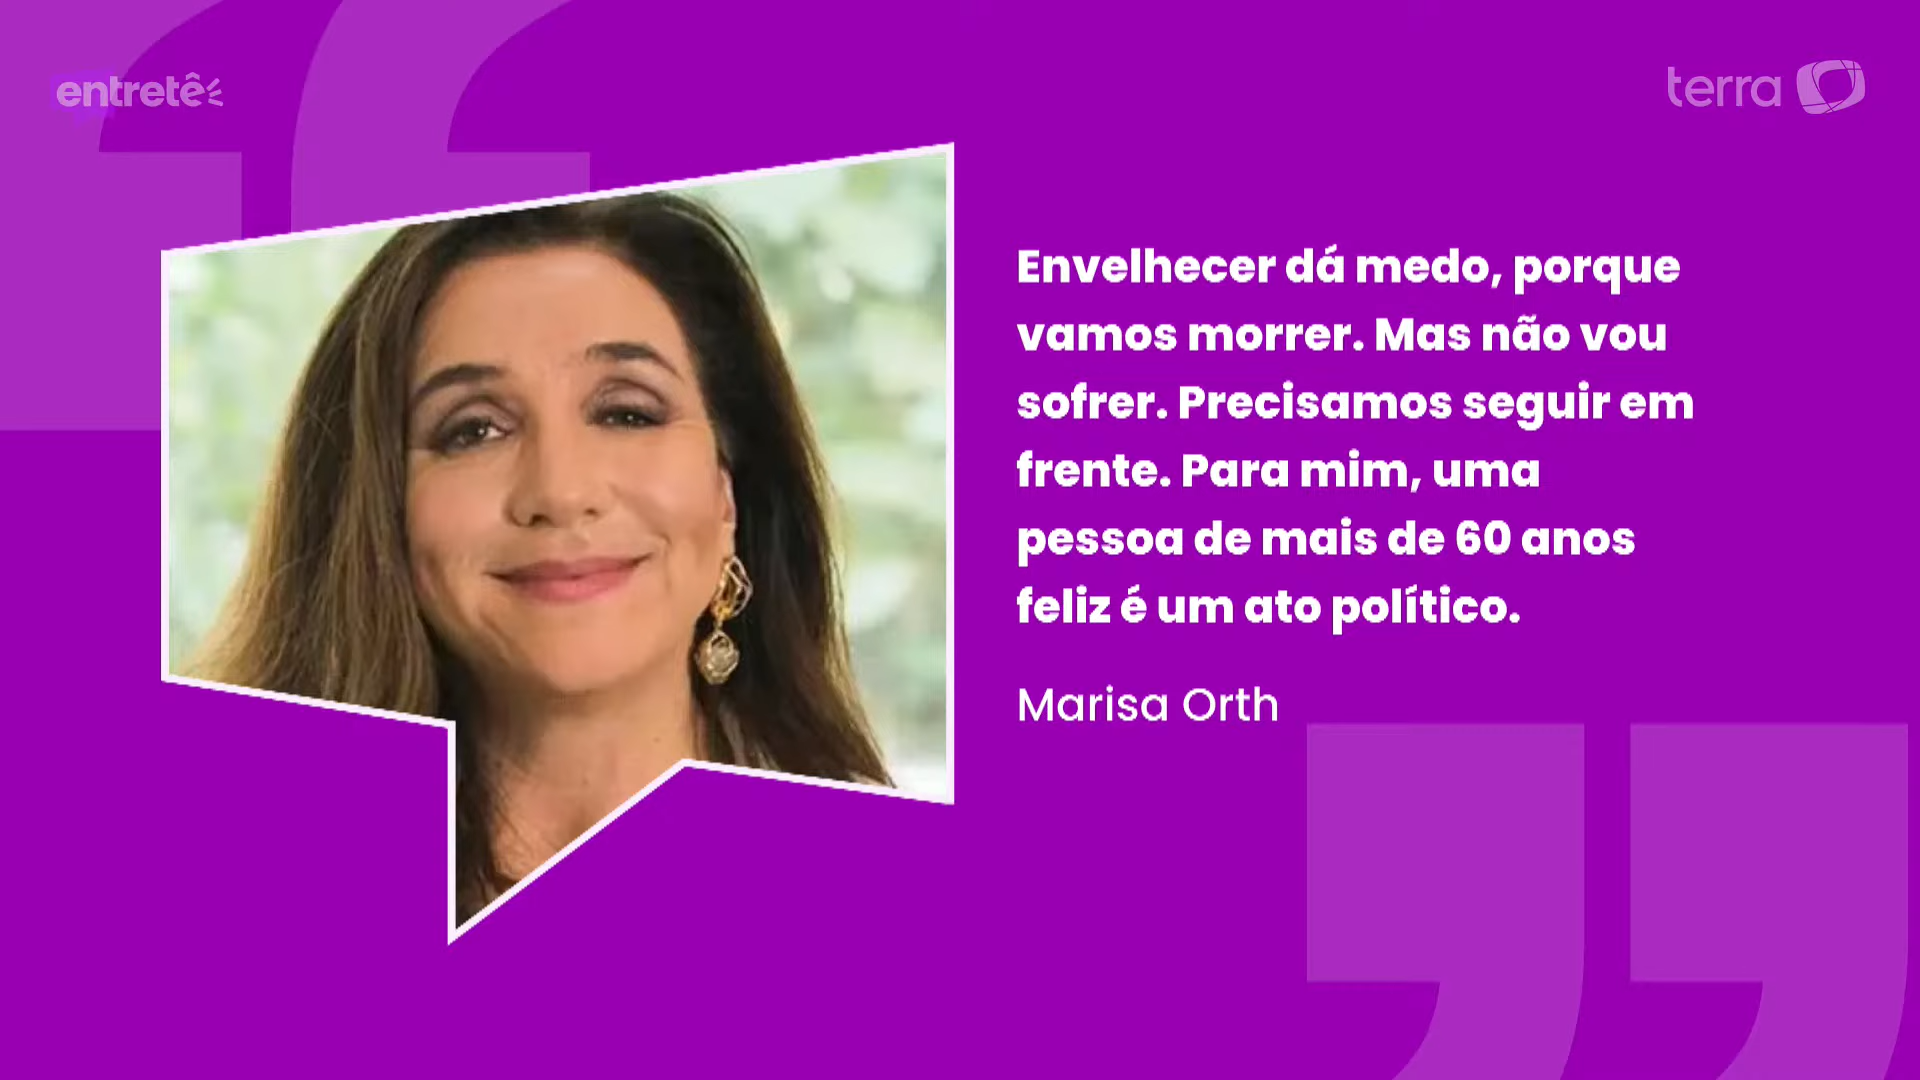 entretê
terra
Envelhecer dá medo, porque
vamos morrer. Mas não vou
sofrer. Precisamos seguir em
frente. Para mim, uma
pessoa de mais de 60 anos
feliz é um ato político.
Marisa Orth